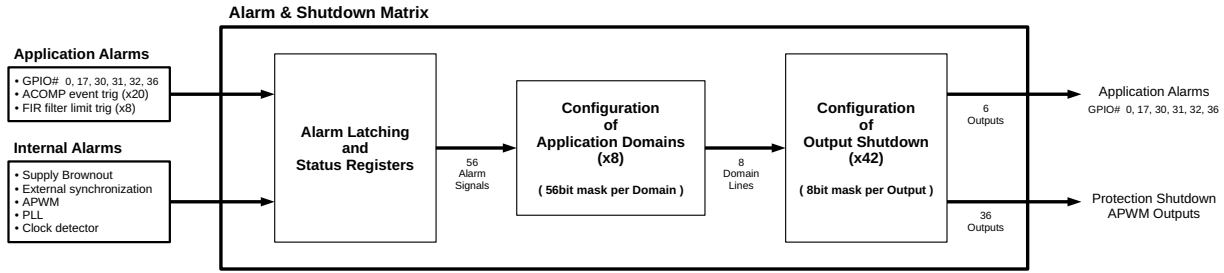 Alarm & Shutdown Matrix
Application Alarms
• GPIO# 0, 17, 30, 31, 32, 36
• ACOMP event trig (x20)
• FIR filter limit trig (x8)
Internal Alarms
• Supply Brownout
• External synchronization
• APWM
• PLL
• Clock detector
Alarm Latching
and
Status Registers
56
Alarm
Signals
Configuration
of
Application Domains
(x8)
( 56bit mask per Domain )
8
Domain
Lines
Configuration
of
Output Shutdown
(x42)
( 8bit mask per Output )
6
Outputs
36
Outputs
Application Alarms
GPIO# 0, 17, 30, 31, 32, 36
Protection Shutdown
APWM Outputs